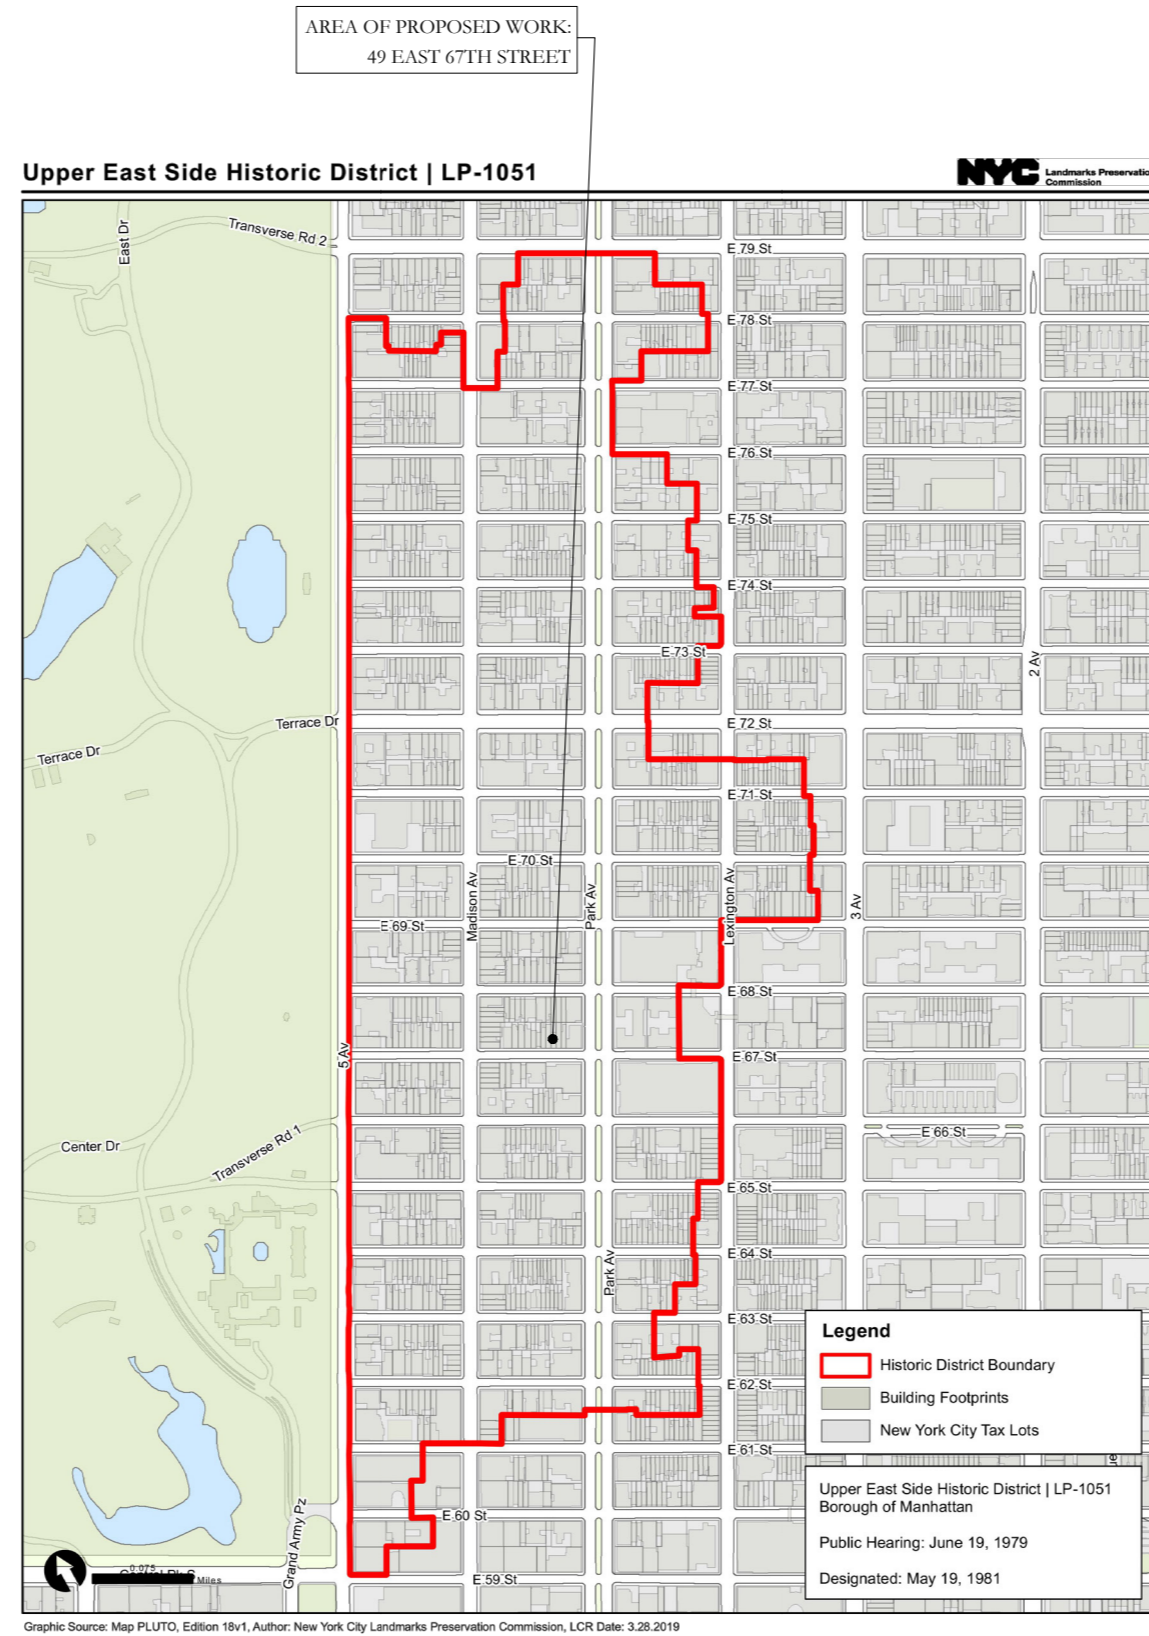 AREA OF PROPOSED WORK:
49 EAST 67TH STREET
Upper East Side Historic District | LP-1051
NYC
Landmarks Preservatio
Commission
East Dr
Transverse Rd 2
E 79 St
E 78 St
E 77 St
E 76 St
E 75 St
E 74 St
E 73 St
2 Av
E 72 St
Terrace Dr
Terrace Dr
E 71 St
E 70 St
Madison Av
Park Av
Lexington Av
3 Av
E 69 St
E 68 St
5 Av
E 67 St
E 66 St
Center Dr
Transverse Rd 1
E 65 St
E 64 St
Park Av
E 63 St
Legend
Historic District Boundary
E 62 St
Building Footprints
New York City Tax Lots
E 61 St
Upper East Side Historic District | LP-1051
Borough of Manhattan
E 60 St
Grand Army Pz
Public Hearing: June 19, 1979
0.075
Miles
E 59 St
Designated: May 19, 1981
Graphic Source: Map PLUTO, Edition 18v1, Author: New York City Landmarks Preservation Commission, LCR Date: 3.28.2019